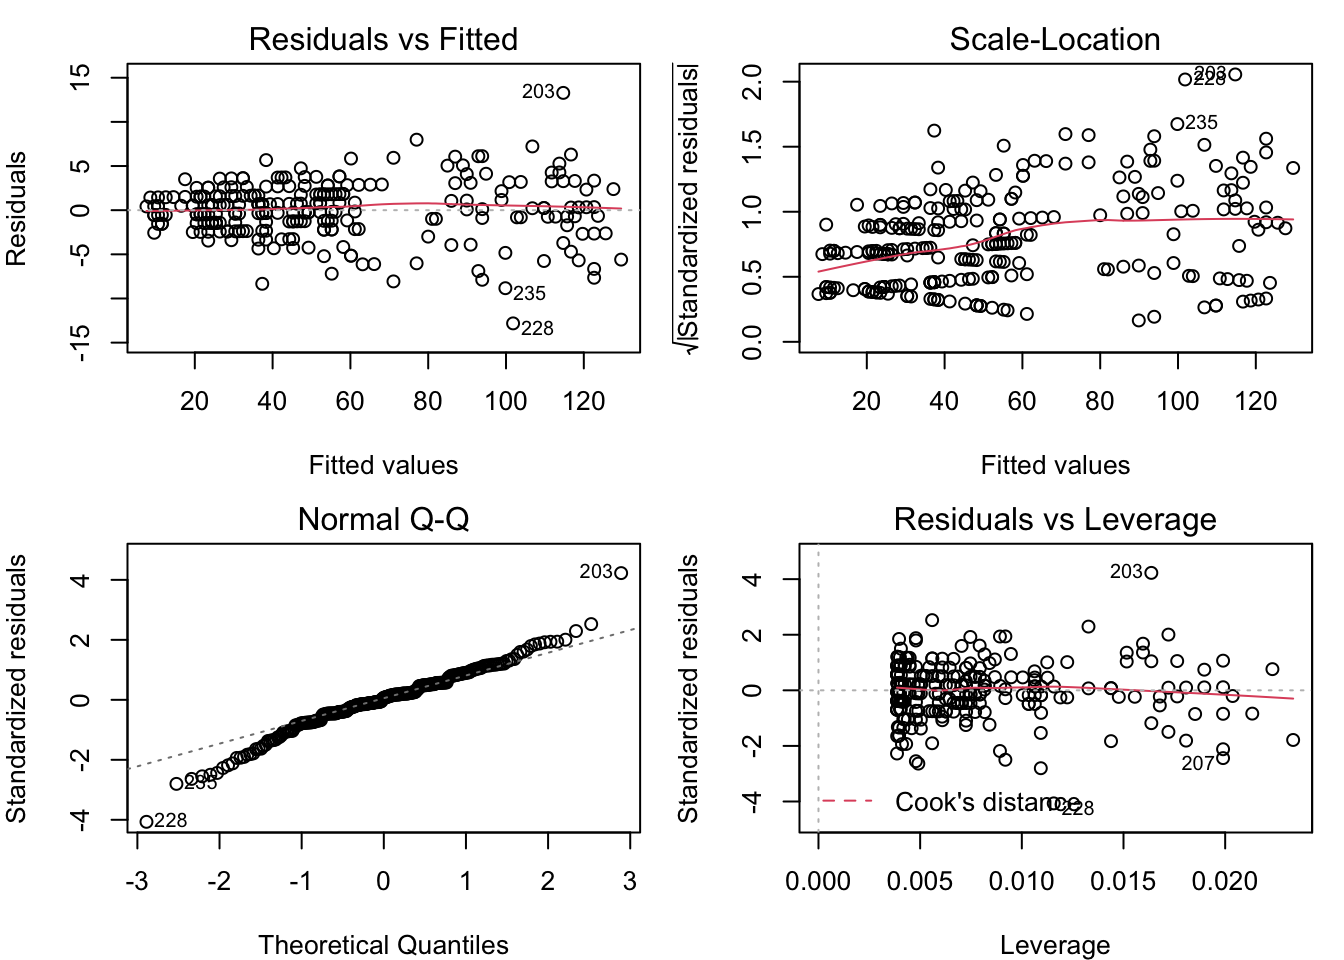 Residuals vs Fitted
Residuals
15
5
0
-5
-15
203
235
228
20 40 60 80 100 120
Fitted values
Scale-Location
√|Standardized residuals|
2.0
1.5
1.0
0.5
0.0
203
228
235
20 40 60 80 100 120
Fitted values
Normal Q-Q
Standardized residuals
4
2
0
-2
-4
203
235
228
-3 -2 -1 0 1 2 3
Theoretical Quantiles
Residuals vs Leverage
Standardized residuals
4
2
0
-2
-4
203
207
Cook's distance
228
0.000 0.005 0.010 0.015 0.020
Leverage